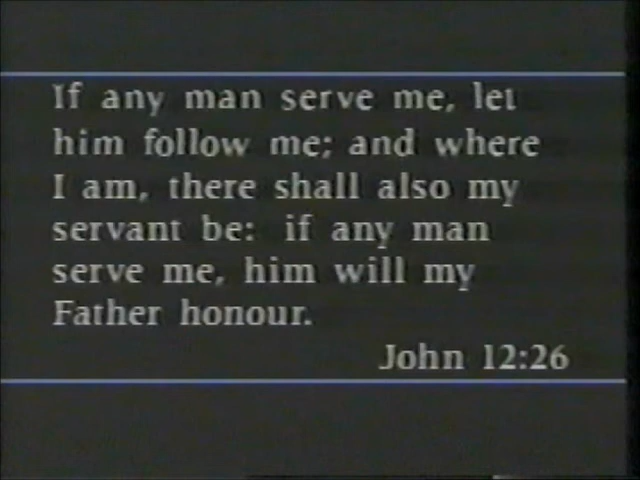 If any man serve me, let
him follow me; and where
I am, there shall also my
servant be: if any man
serve me, him will my
Father honour.
John 12:26